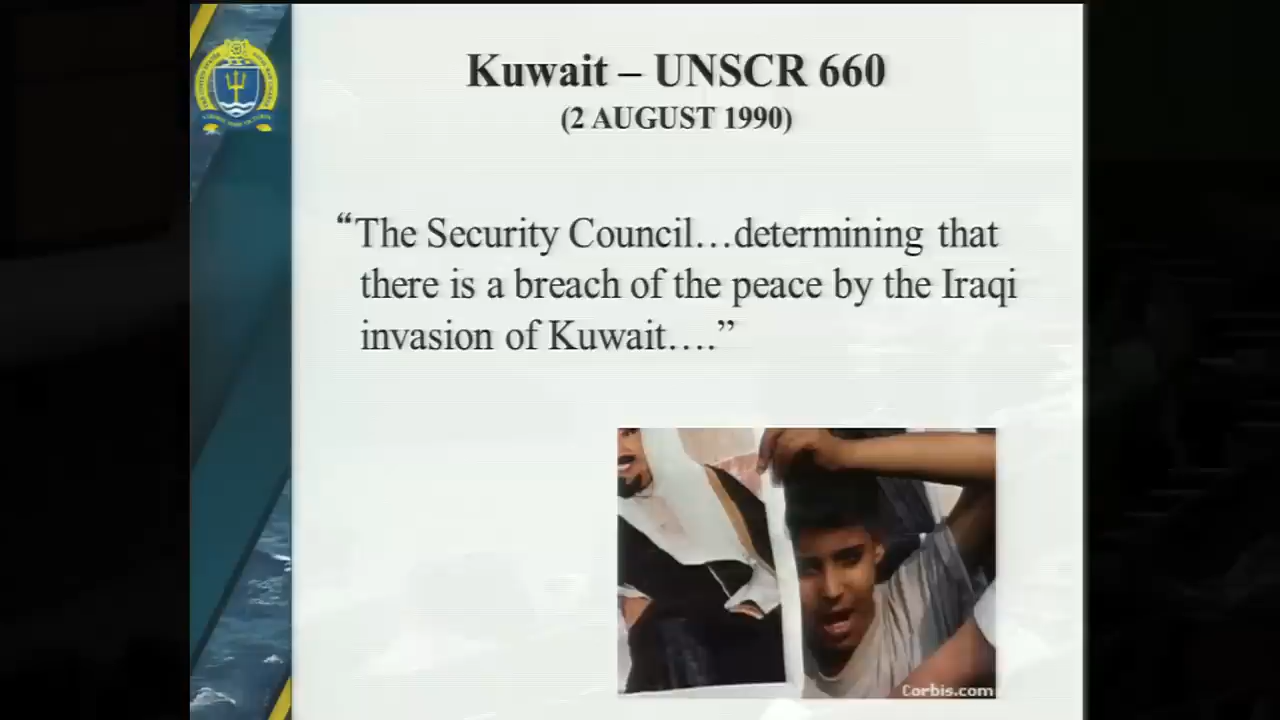 Kuwait – UNSCR 660
(2 AUGUST 1990)
“The Security Council…determining that
there is a breach of the peace by the Iraqi
invasion of Kuwait….”
Corbis.com